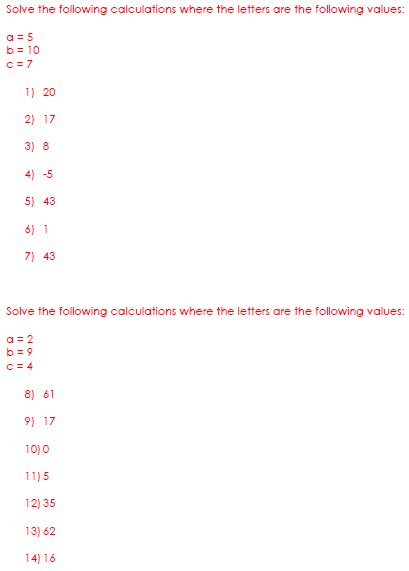 Solve the following calculations where the letters are the following values:
a = 5
b = 10
c = 7
1) 20
2) 17
3) 8
4) -5
5) 43
6) 1
7) 43
Solve the following calculations where the letters are the following values:
a = 2
b = 9
c = 4
8) 61
9) 17
10) 0
11) 5
12) 35
13) 62
14) 16